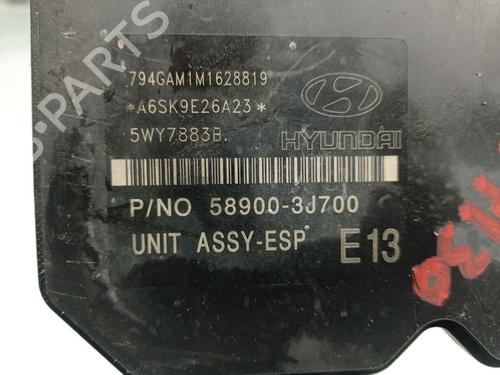 794GAM1M1628819
*A6SK9E26A23*
5WY7883B.
HYUNDAI
P/NO 58900-3J700
UNIT ASSY-ESP E13